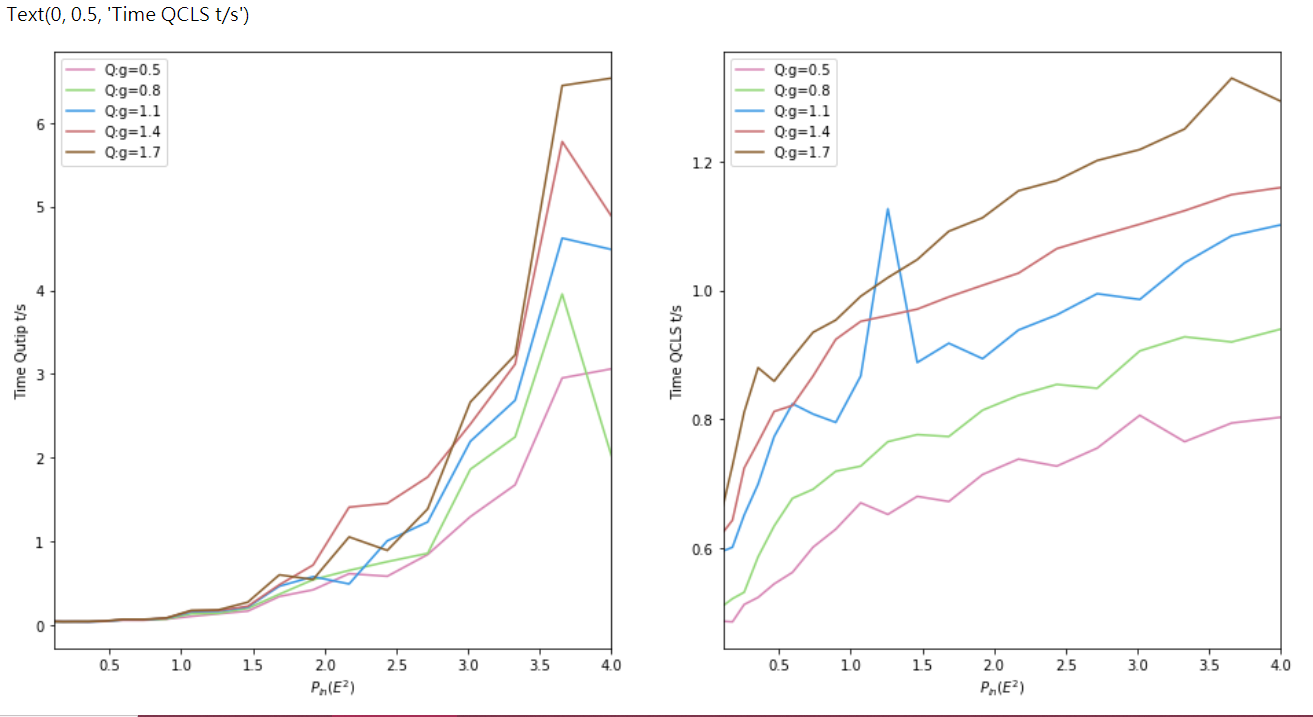 Text(0, 0.5, 'Time QCLS t/s')
Q:g=0.5
Q:g=0.8
Q:g=1.1
Q:g=1.4
Q:g=1.7
6
5
4
3
2
1
0
Time Qutip t/s
0.5 1.0 1.5 2.0 2.5 3.0 3.5 4.0
P_in(E²)
Q:g=0.5
Q:g=0.8
Q:g=1.1
Q:g=1.4
Q:g=1.7
1.2
1.0
0.8
0.6
Time QCLS t/s
0.5 1.0 1.5 2.0 2.5 3.0 3.5 4.0
P_in(E²)